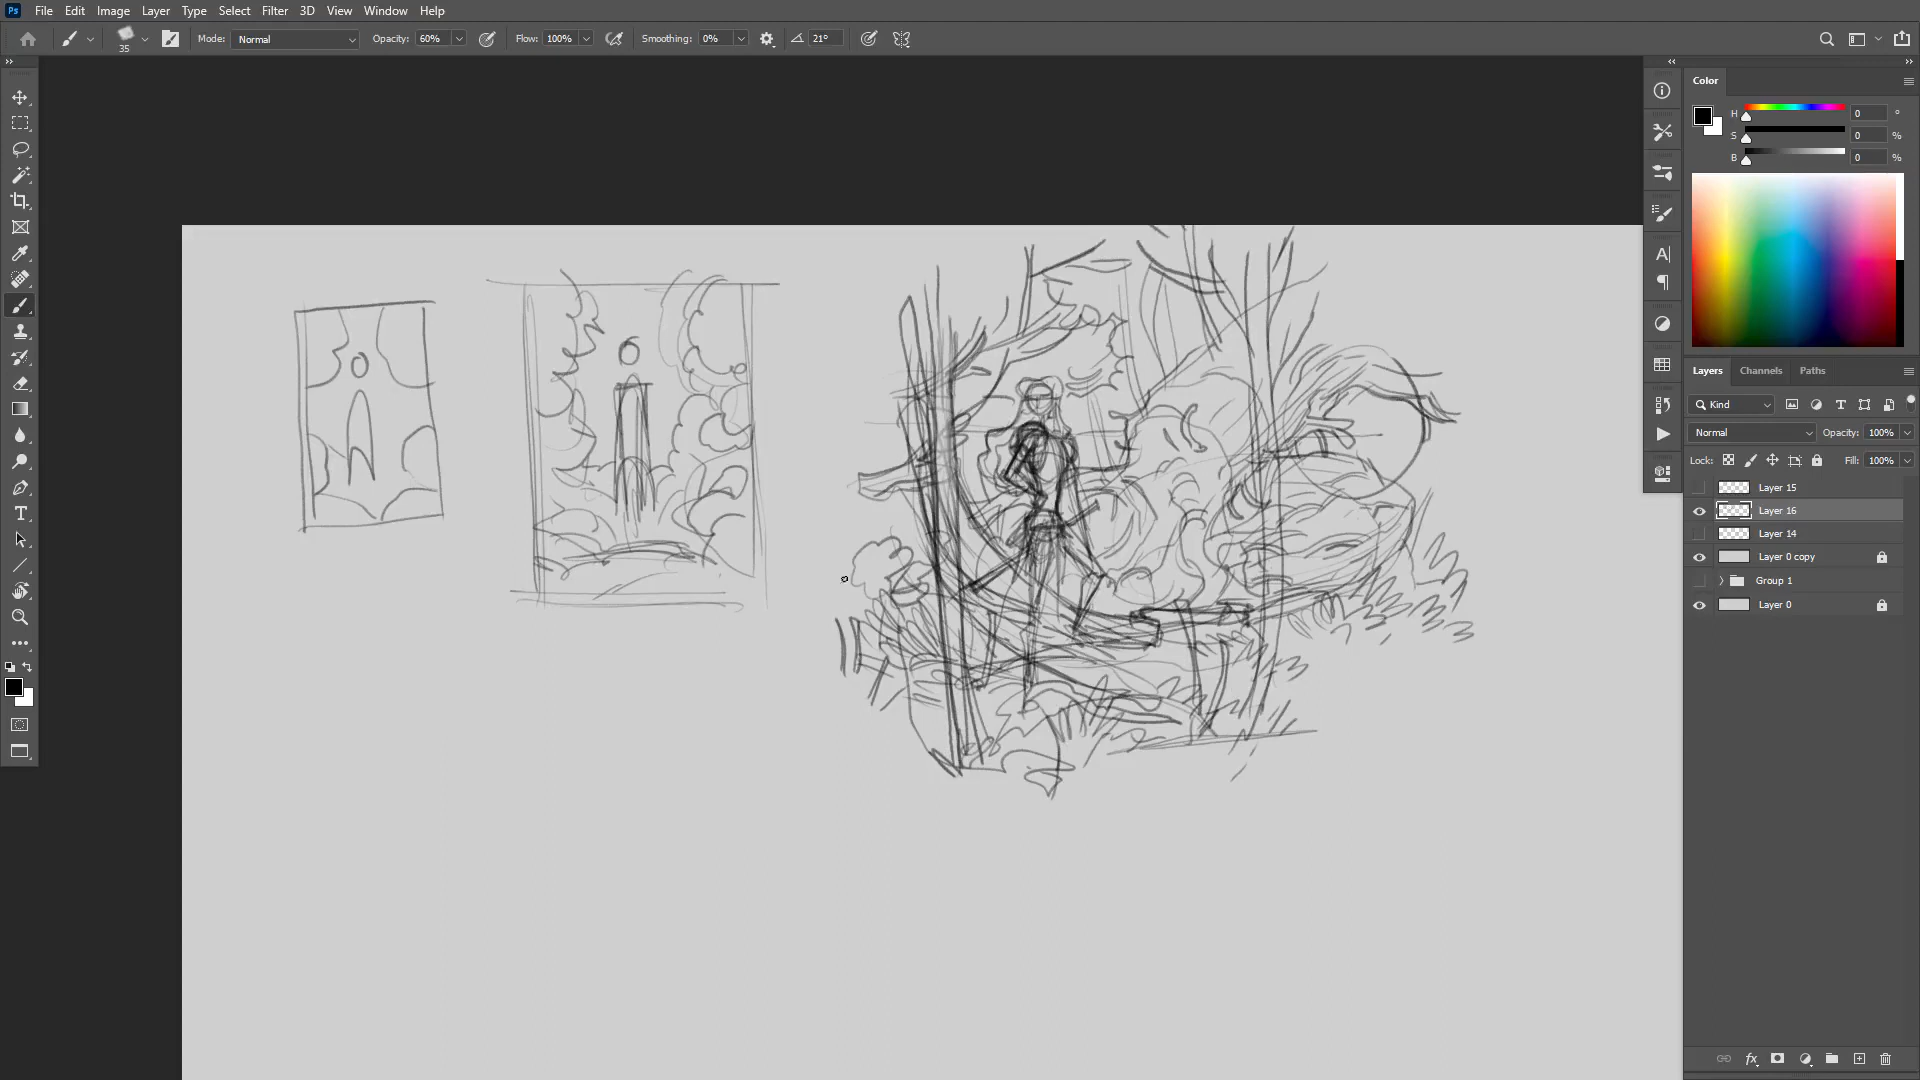 Ps File Edit Image Layer Type Select Filter 3D View Window Help
35 Mode: Normal Opacity: 60% Flow: 100% Smoothing: 0% 21°
Color
H 0 °
S 0 %
B 0 %
Layers Channels Paths
Kind
Normal Opacity: 100%
Lock: Fill: 100%
Layer 15
Layer 16
Layer 14
Layer 0 copy
Group 1
Layer 0